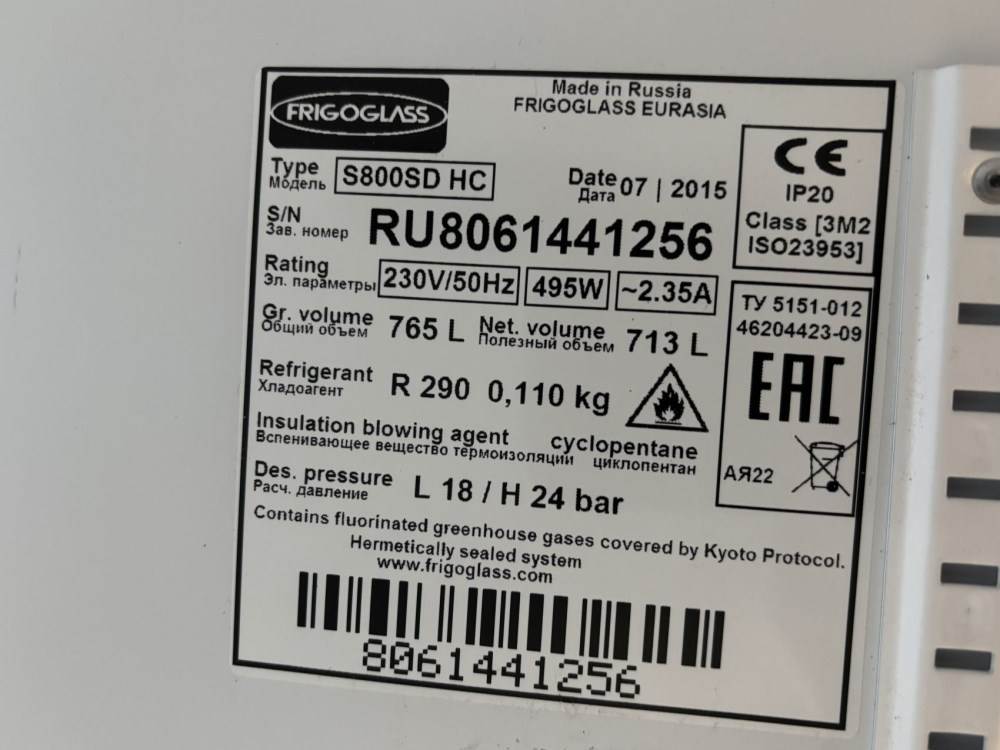 FRIGOGLASS
Made in Russia
FRIGOGLASS EURASIA
Type
Модель
S800SD HC
Date
Дата
07 | 2015
S/N
Зав. номер
RU8061441256
Rating
Эл. параметры
230V/50Hz
495W
~2.35A
Gr. volume
Общий объем
765 L
Net. volume
Полезный объем
713 L
Refrigerant
Хладоагент
R 290 0,110 kg
Insulation blowing agent cyclopentane
Вспенивающее вещество термоизоляции циклопентан
Des. pressure
Расч. давление
L 18 / H 24 bar
Contains fluorinated greenhouse gases covered by Kyoto Protocol.
Hermetically sealed system
www.frigoglass.com
8061441256
CE
IP20
Class [3M2
ISO23953]
ТУ 5151-012
46204423-09
EAC
АЯ22